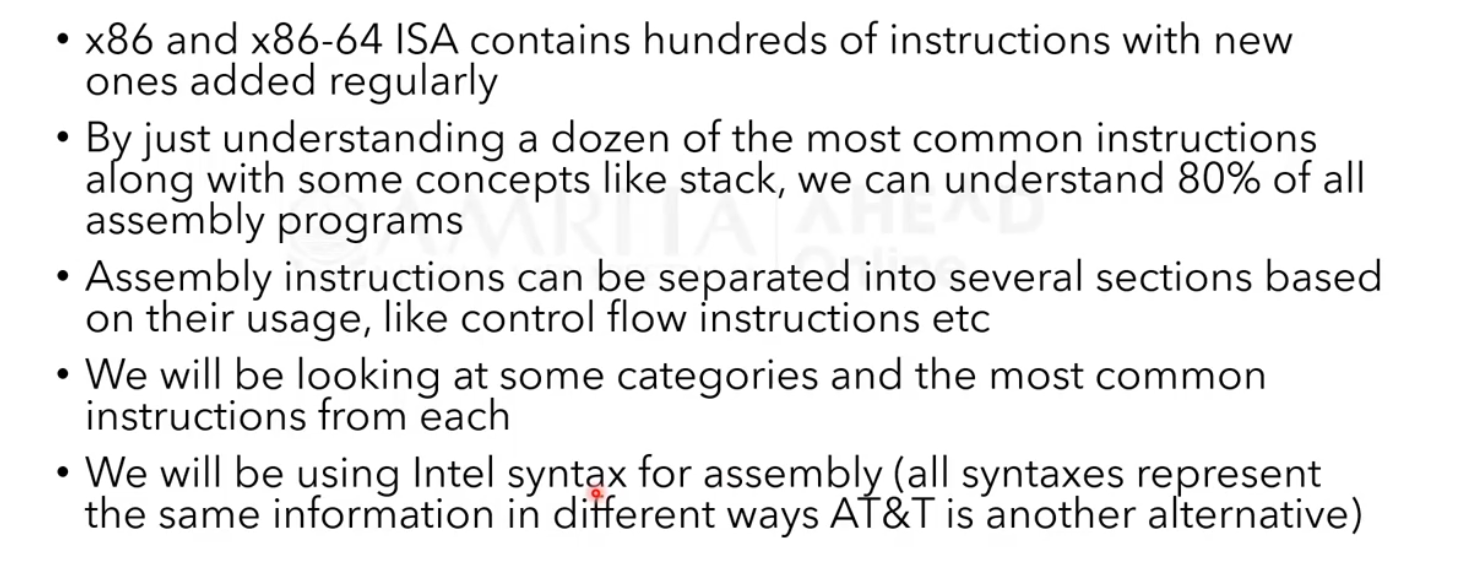 • x86 and x86-64 ISA contains hundreds of instructions with new
ones added regularly
• By just understanding a dozen of the most common instructions
along with some concepts like stack, we can understand 80% of all
assembly programs
• Assembly instructions can be separated into several sections based
on their usage, like control flow instructions etc
• We will be looking at some categories and the most common
instructions from each
• We will be using Intel syntax for assembly (all syntaxes represent
the same information in different ways AT&T is another alternative)
AMRITA AHEAD
Online